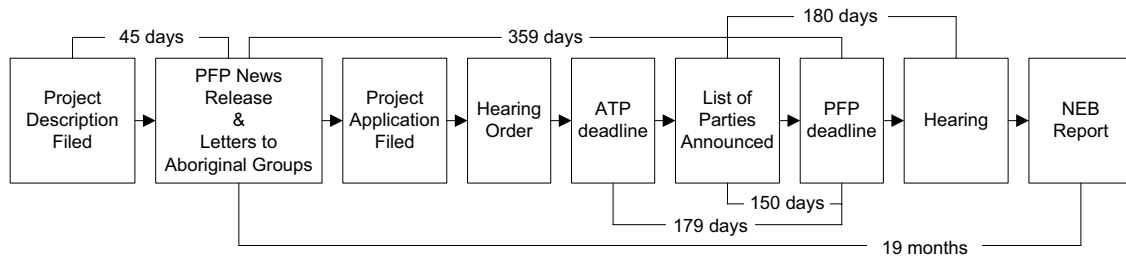 45 days
359 days
180 days
Project
Description
Filed
PFP News
Release
&
Letters to
Aboriginal Groups
Project
Application
Filed
Hearing
Order
ATP
deadline
List of
Parties
Announced
PFP
deadline
Hearing
NEB
Report
150 days
179 days
19 months